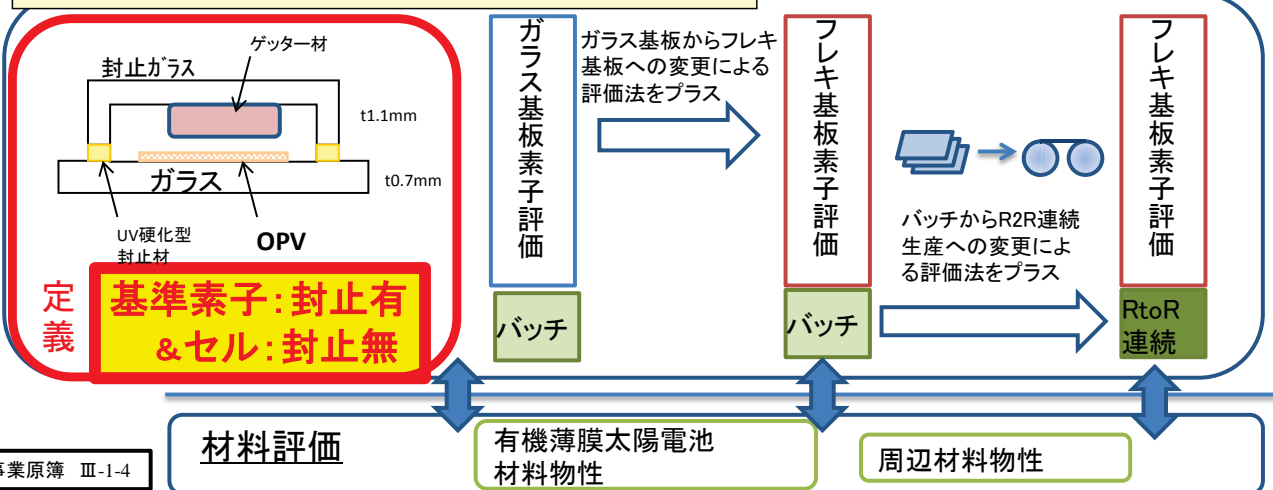 ゲッター材
封止ガラス
t1.1mm
ガラス
t0.7mm
UV硬化型
封止材
OPV
定義
基準素子：封止有
&セル：封止無
ガラス基板素子評価
バッチ
ガラス基板からフレキ
基板への変更による
評価法をプラス
フレキ基板素子評価
バッチ
バッチからR2R連続
生産への変更によ
る評価法をプラス
フレキ基板素子評価
RtoR
連続
材料評価
有機薄膜太陽電池
材料物性
周辺材料物性
事業原簿 Ⅲ-1-4